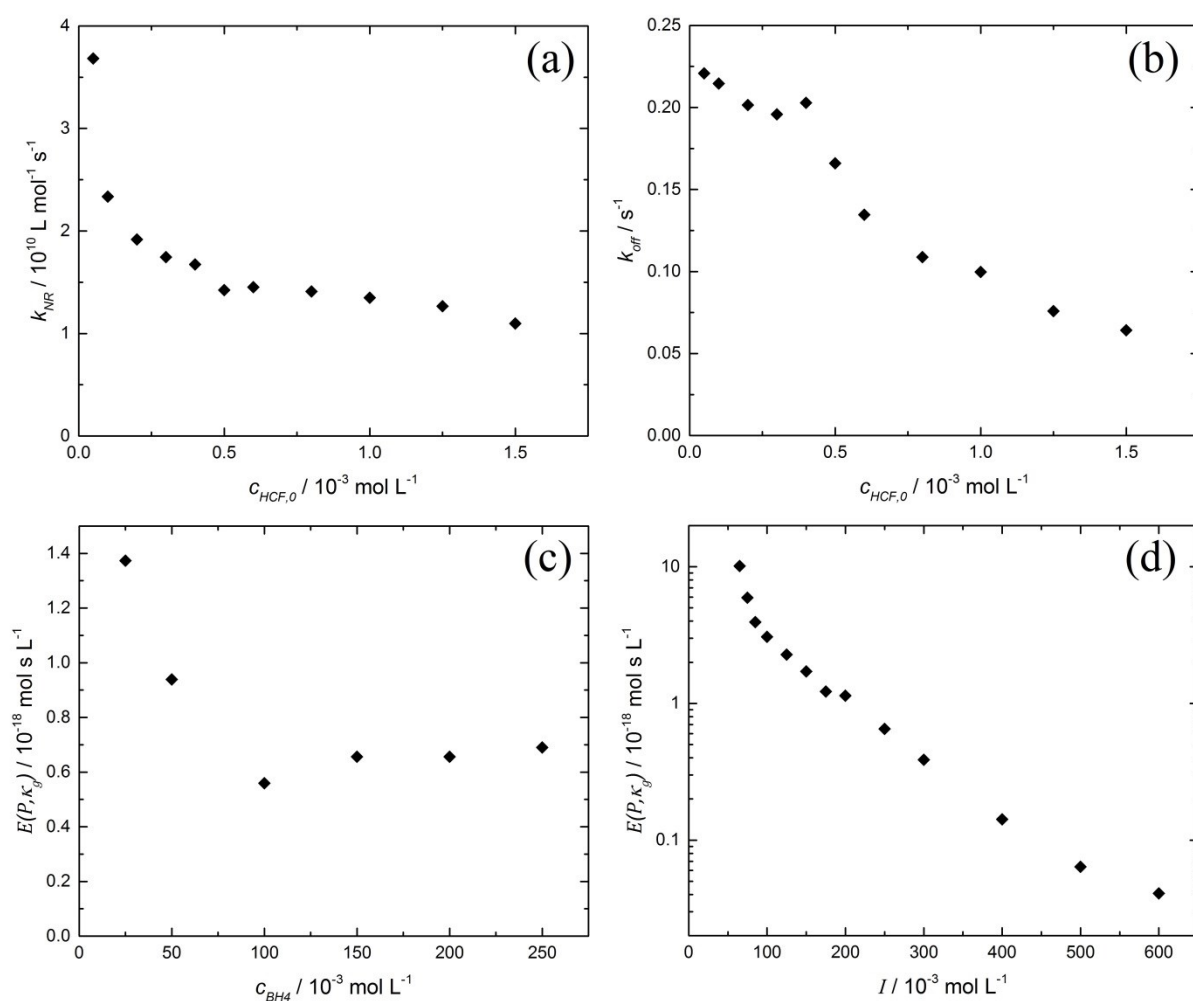 (a)
4
3
2
1
0
0.0 0.5 1.0 1.5
k_NR / 10^10 L mol^-1 s^-1
c_HCF,0 / 10^-3 mol L^-1
(b)
0.25
0.20
0.15
0.10
0.05
0.00
0.0 0.5 1.0 1.5
k_off / s^-1
c_HCF,0 / 10^-3 mol L^-1
(c)
1.4
1.2
1.0
0.8
0.6
0.4
0.2
0.0
0 50 100 150 200 250
E(P,κ_g) / 10^-18 mol s L^-1
c_BH4 / 10^-3 mol L^-1
(d)
10
1
0.1
0 100 200 300 400 500 600
E(P,κ_g) / 10^-18 mol s L^-1
I / 10^-3 mol L^-1